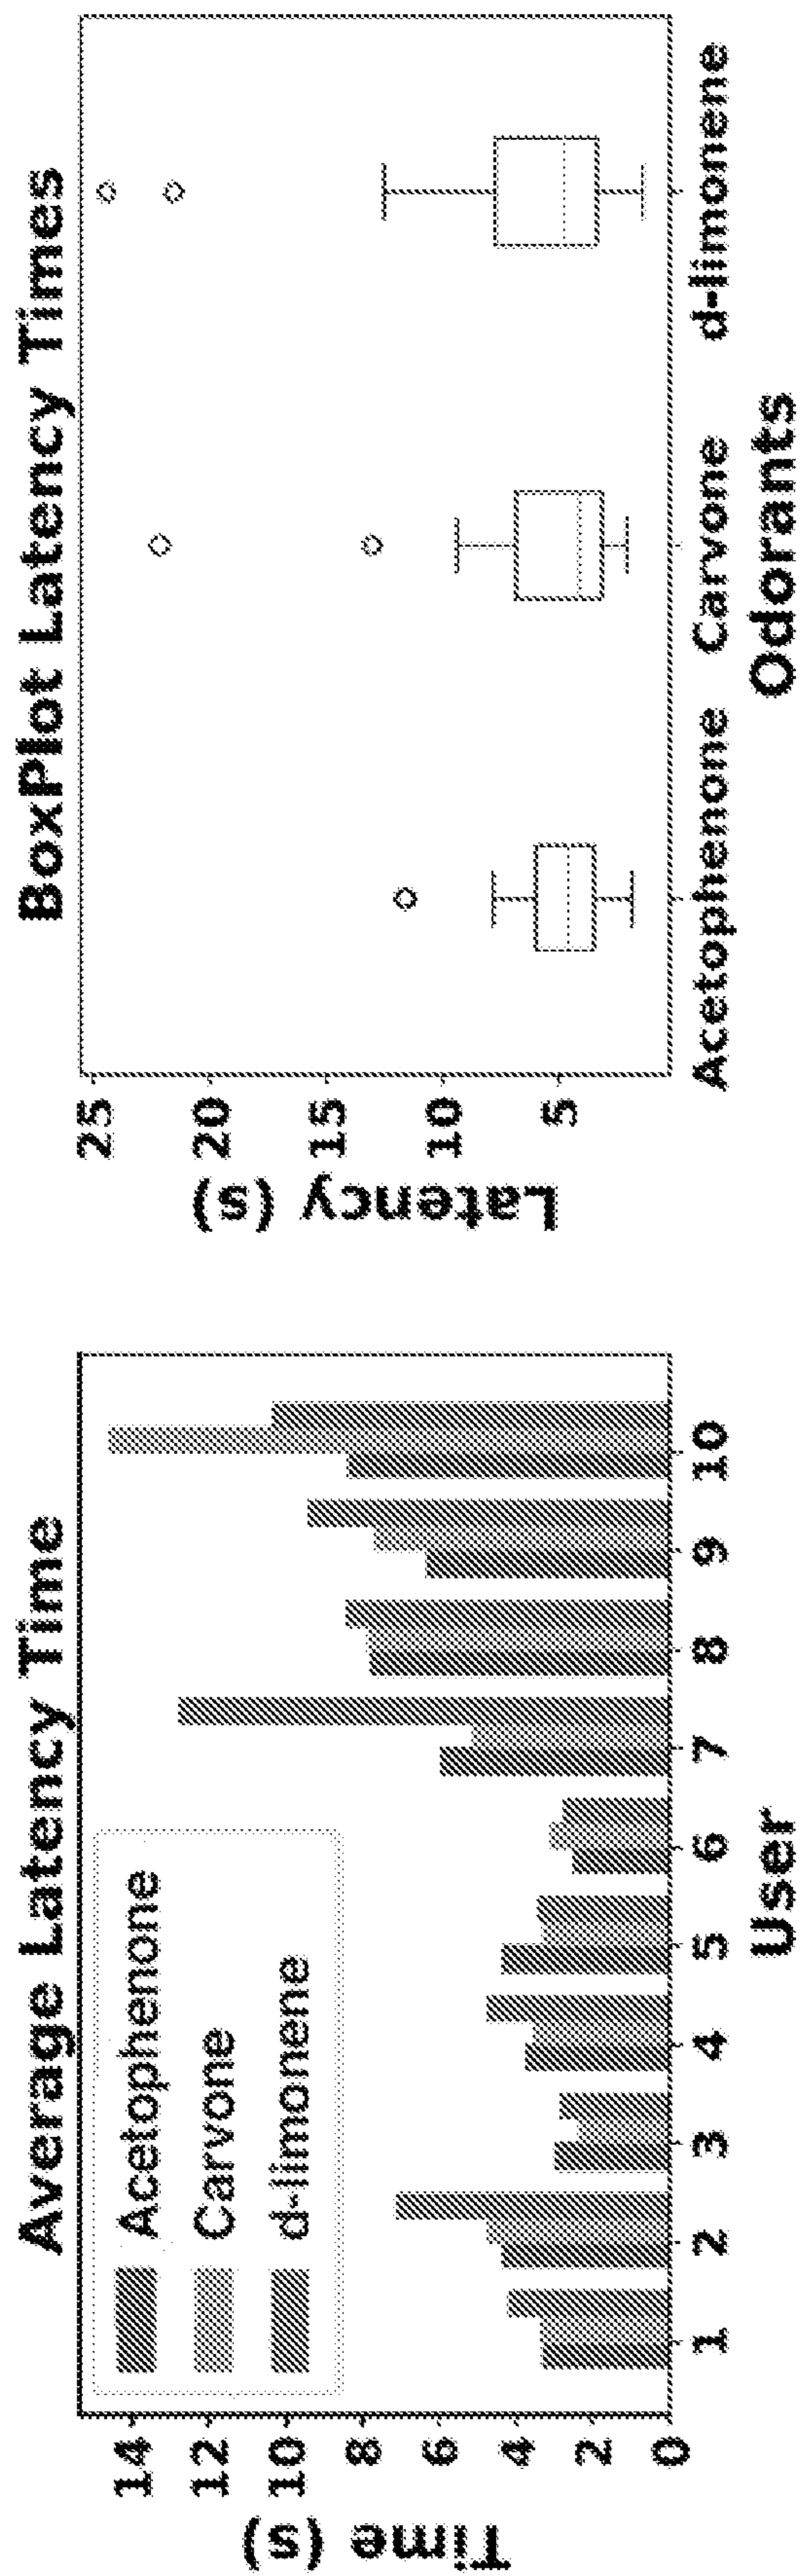 Average Latency Time
Time (s)
14
12
10
8
6
4
2
0
Acetophenone
Carvone
d-limonene
1 2 3 4 5 6 7 8 9 10
User
BoxPlot Latency Times
Latency (s)
25
20
15
10
5
Acetophenone Carvone d-limonene
Odorants